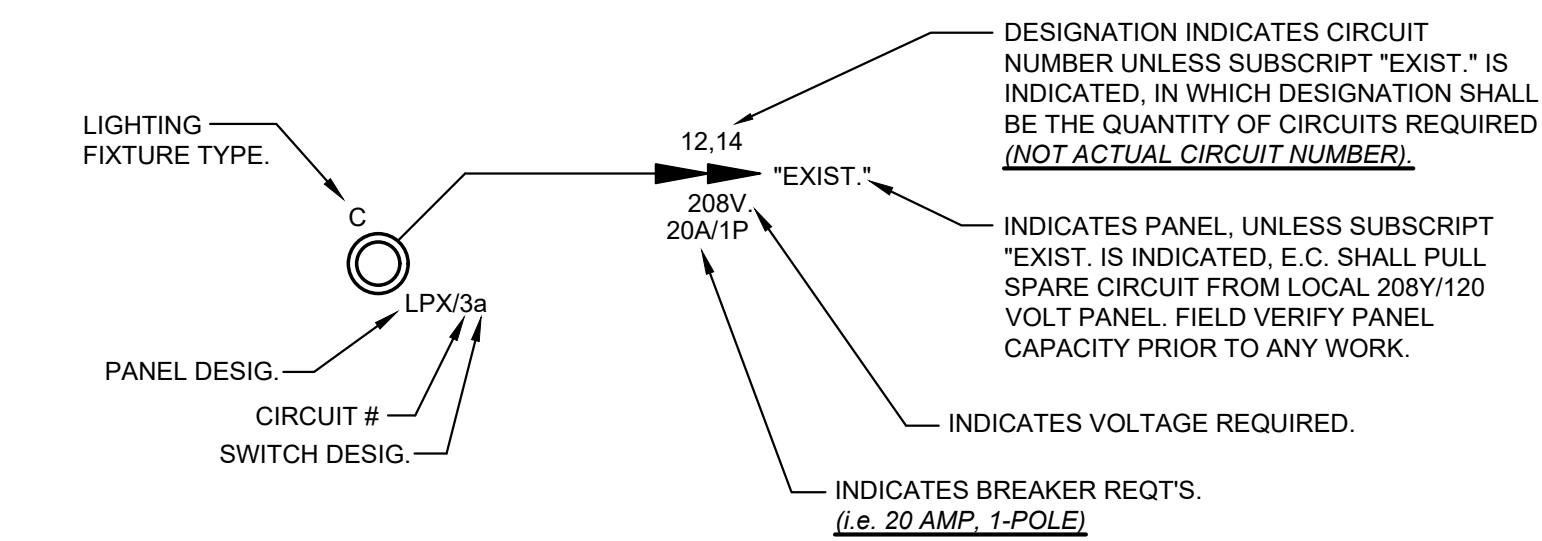 DESIGNATION INDICATES CIRCUIT
NUMBER UNLESS SUBSCRIPT "EXIST." IS
INDICATED, IN WHICH DESIGNATION SHALL
BE THE QUANTITY OF CIRCUITS REQUIRED
(NOT ACTUAL CIRCUIT NUMBER).
LIGHTING
FIXTURE TYPE.
12,14
"EXIST."
208V.
20A/1P
C
LPX/3a
INDICATES PANEL, UNLESS SUBSCRIPT
"EXIST. IS INDICATED, E.C. SHALL PULL
SPARE CIRCUIT FROM LOCAL 208Y/120
VOLT PANEL. FIELD VERIFY PANEL
CAPACITY PRIOR TO ANY WORK.
PANEL DESIG.
CIRCUIT #
SWITCH DESIG.
INDICATES VOLTAGE REQUIRED.
INDICATES BREAKER REQT'S.
(i.e. 20 AMP, 1-POLE)